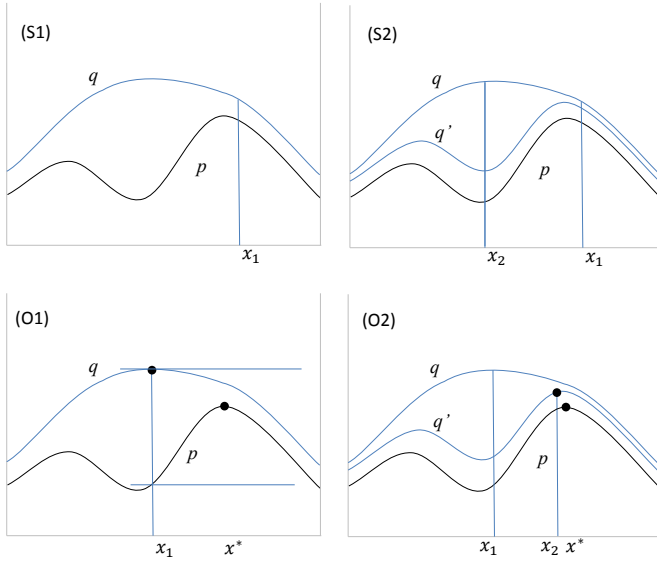 (S1)
q
p
x₁
(S2)
q
q'
p
x₂ x₁
(O1)
q
p
x₁ x*
(O2)
q
q'
p
x₁ x₂ x*